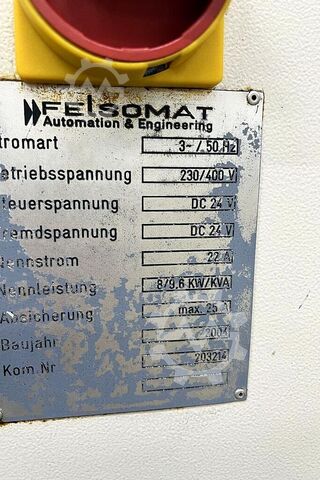 FELSOMAT
Automation & Engineering
tromart 3~/.50.Hz
etriebsspannung 230/400 V
teuerspannung DC 24 V
remdspannung DC 24 V
Nennstrom 22 A
Nennleistung 8/9,6 KW/KVA
Absicherung max. 25 A
Baujahr 2004
Kom.Nr 203214